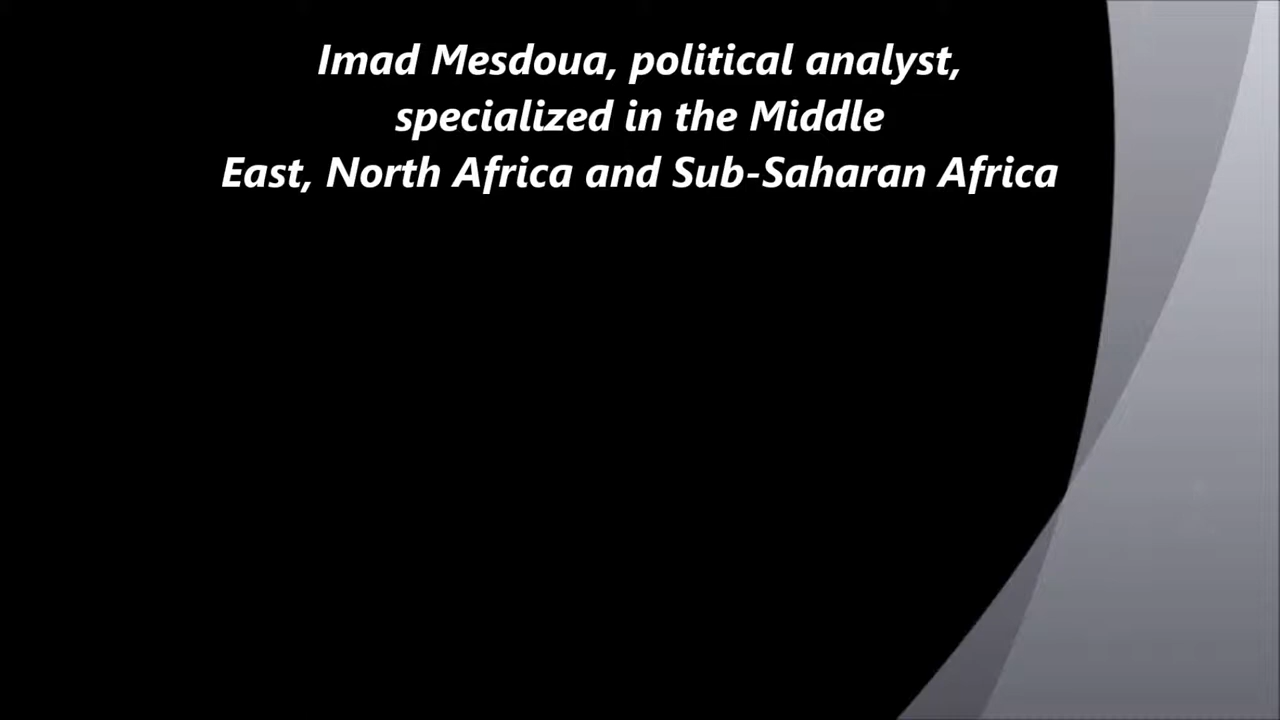 Imad Mesdoua, political analyst,
specialized in the Middle
East, North Africa and Sub-Saharan Africa